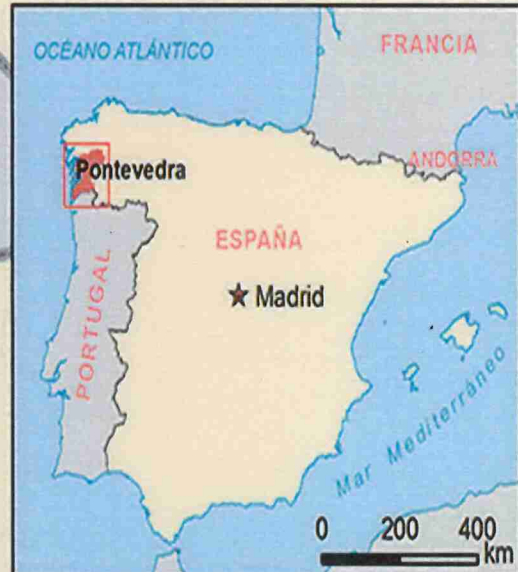 OCÉANO ATLÁNTICO
FRANCIA
ANDORRA
Pontevedra
ESPAÑA
PORTUGAL
Madrid
Mar Mediterráneo
0 200 400
km